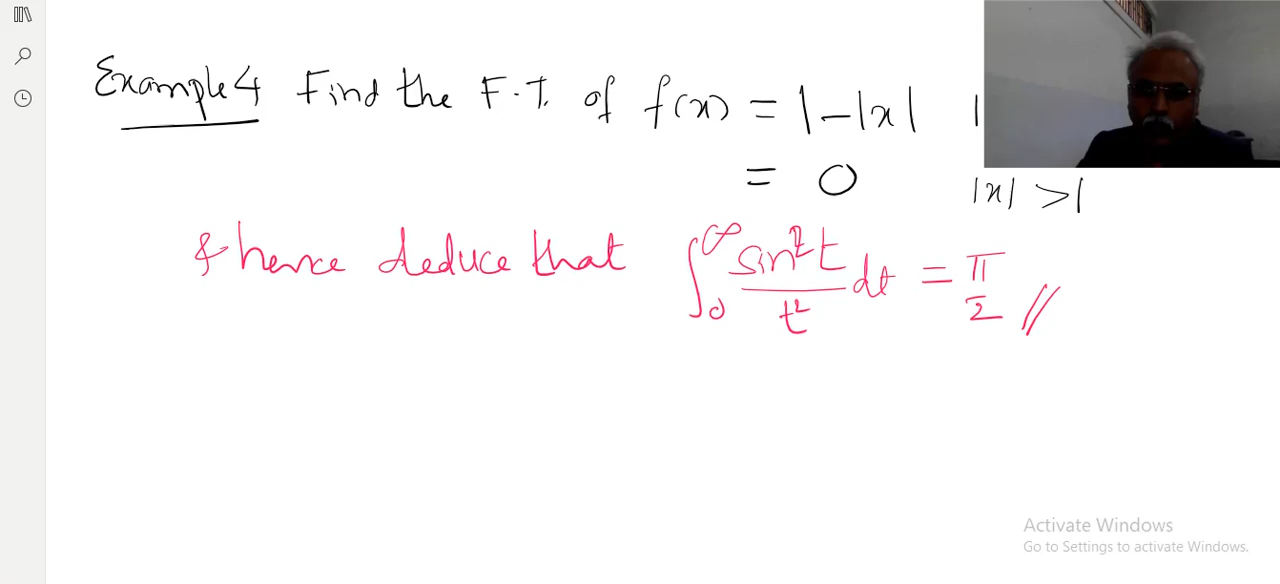 Example 4 Find the F.T. of f(x) = 1-|x| |
= 0 |x| >1
& hence deduce that ∫₀^∞ sin²t/t² dt = π/2 //
Activate Windows
Go to Settings to activate Windows.